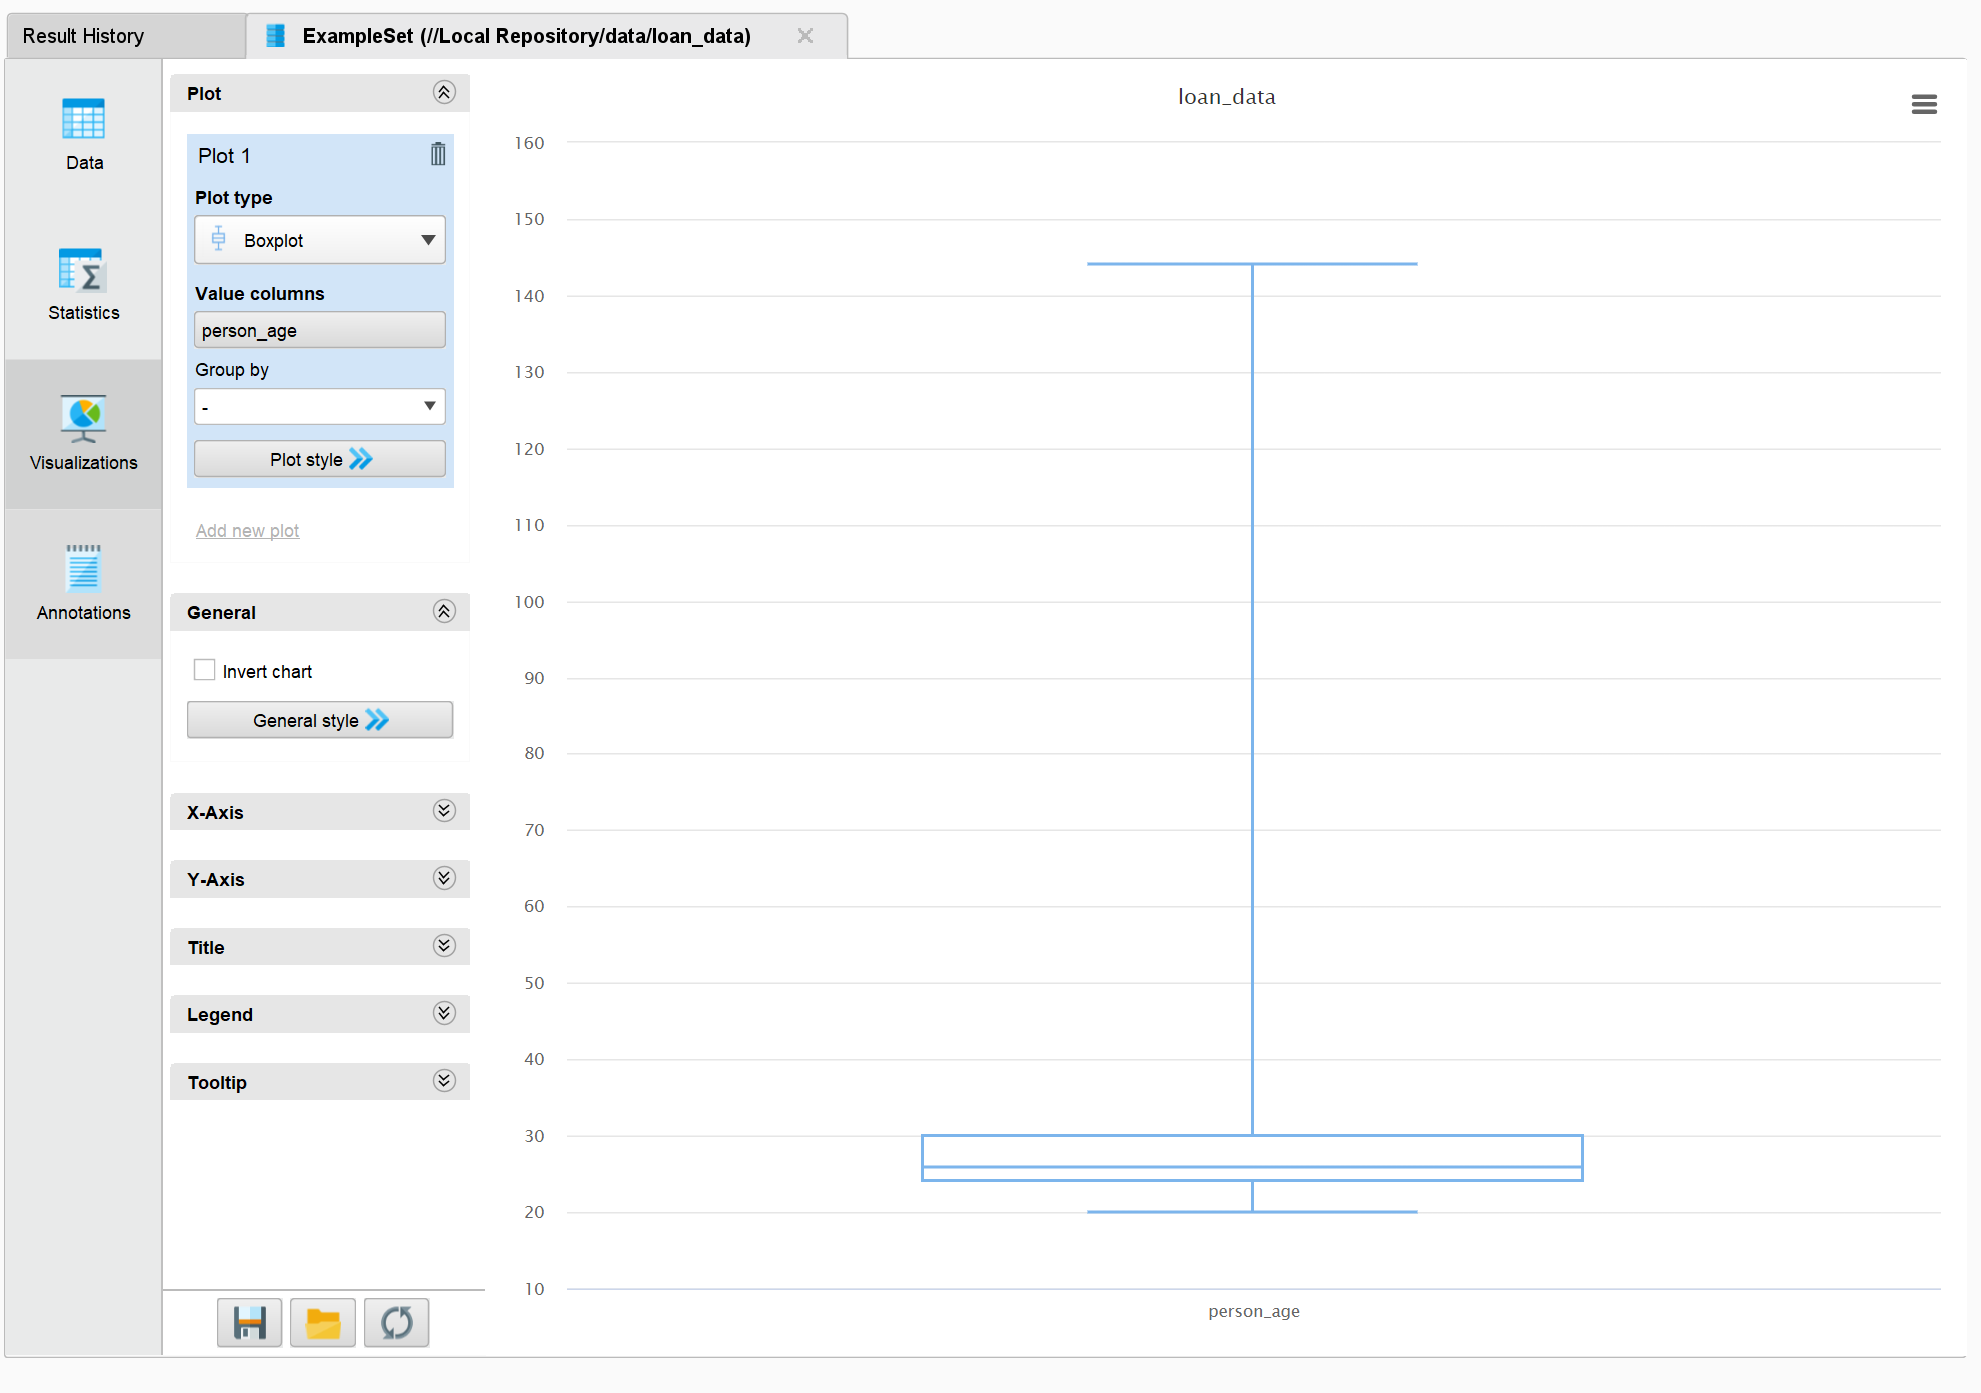 Result History
ExampleSet (//Local Repository/data/loan_data)
Data
Statistics
Visualizations
Annotations
Plot
Plot 1
Plot type
Boxplot
Value columns
person_age
Group by
-
Plot style
Add new plot
General
Invert chart
General style
X-Axis
Y-Axis
Title
Legend
Tooltip
loan_data
160
150
140
130
120
110
100
90
80
70
60
50
40
30
20
10
person_age